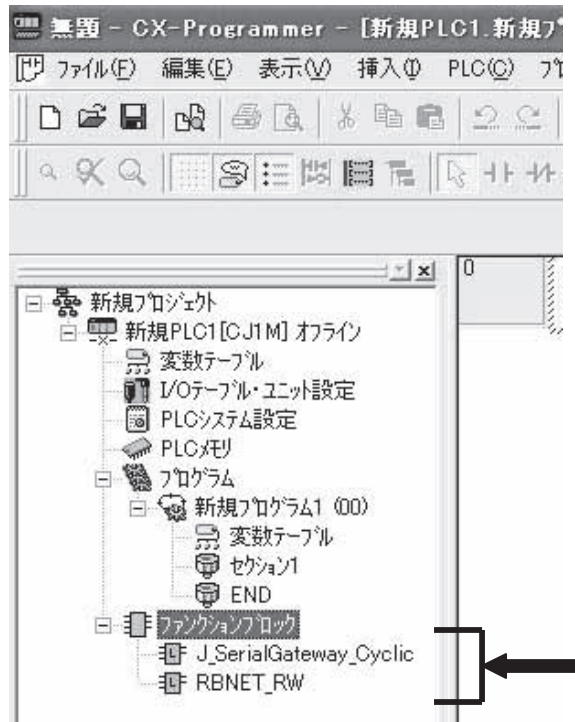 無題 - CX-Programmer - [新規PLC1.新規ﾌﾟ
ﾌｧｲﾙ(F) 編集(E) 表示(V) 挿入(I) PLC(C) ﾌﾟﾛ
0
新規ﾌﾟﾛｼﾞｪｸﾄ
新規PLC1[CJ1M] ｵﾌﾗｲﾝ
変数ﾃｰﾌﾞﾙ
I/Oﾃｰﾌﾞﾙ・ﾕﾆｯﾄ設定
PLCｼｽﾃﾑ設定
PLCﾒﾓﾘ
ﾌﾟﾛｸﾞﾗﾑ
新規ﾌﾟﾛｸﾞﾗﾑ1 (00)
変数ﾃｰﾌﾞﾙ
ｾｸｼｮﾝ1
END
ﾌｧﾝｸｼｮﾝﾌﾞﾛｯｸ
J_SerialGateway_Cyclic
RBNET_RW